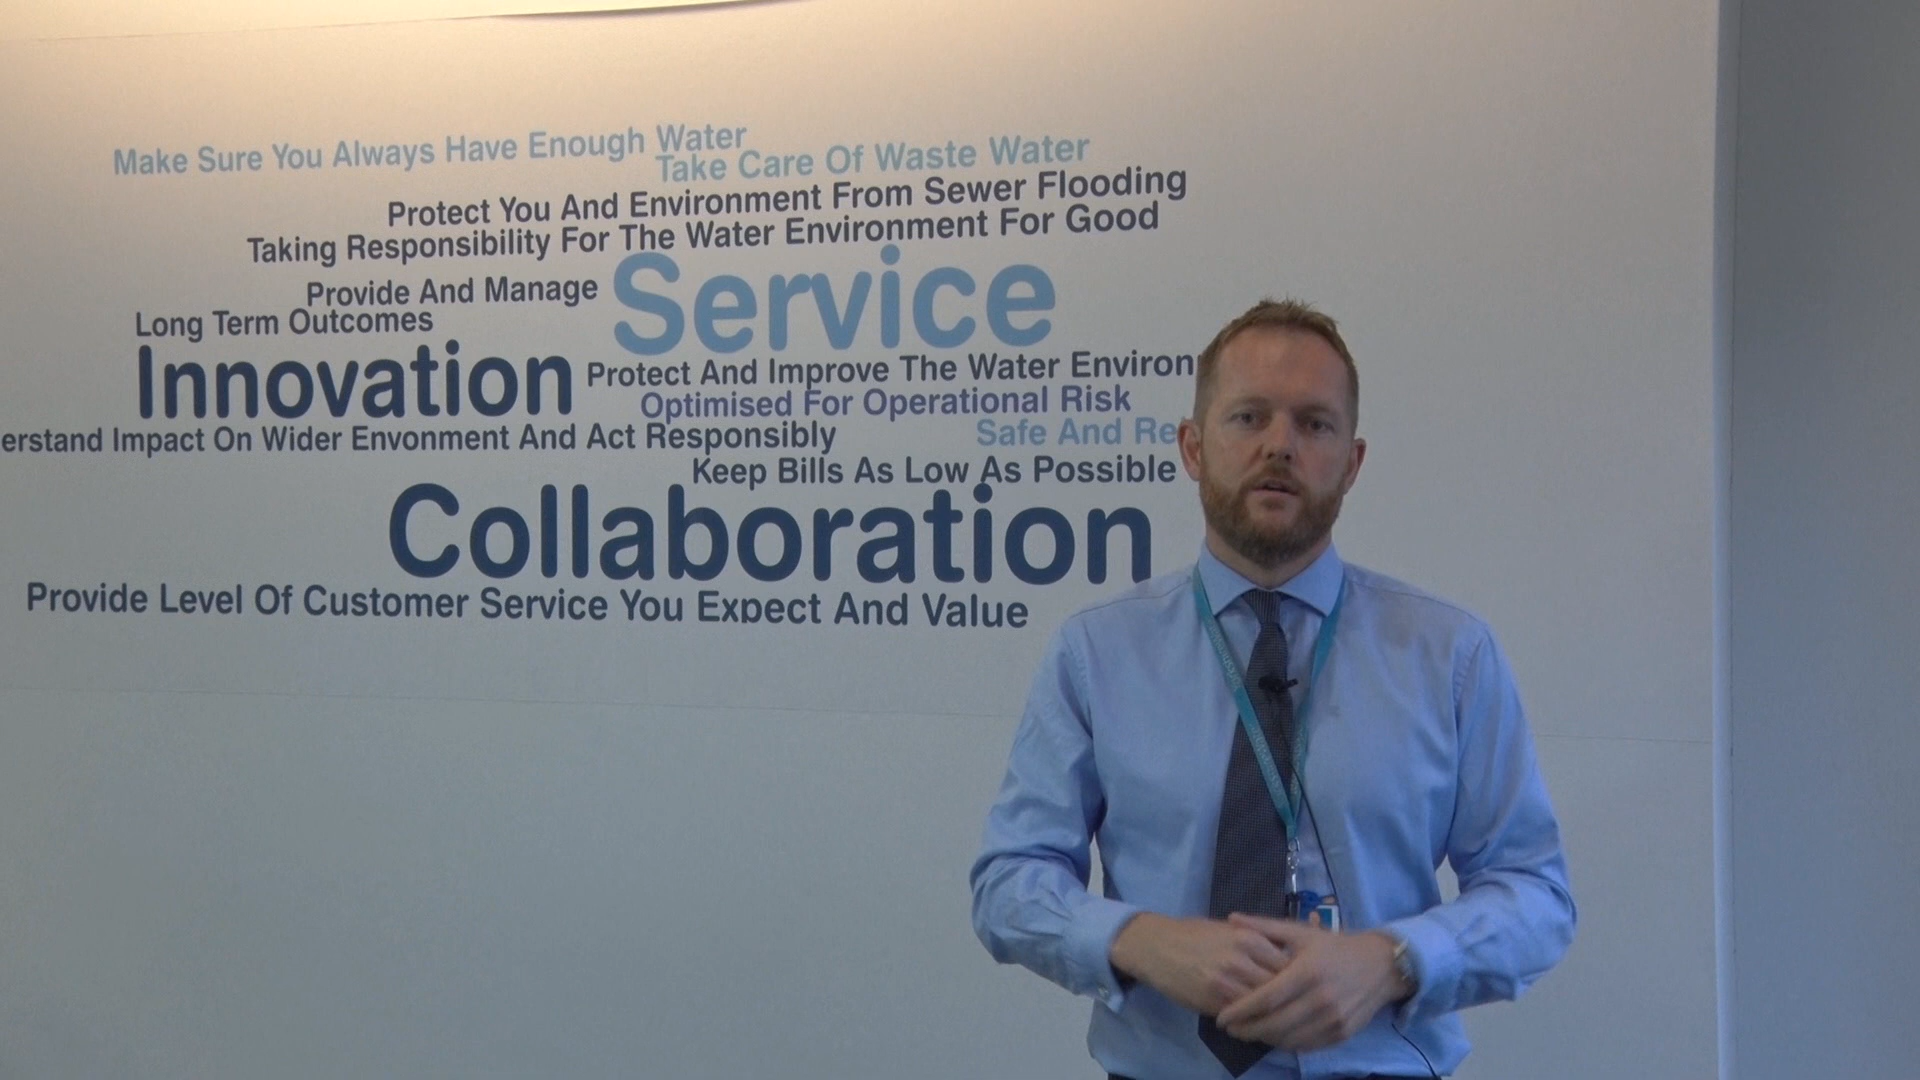 Make Sure You Always Have Enough Water
Take Care Of Waste Water
Protect You And Environment From Sewer Flooding
Taking Responsibility For The Water Environment For Good
Provide And Manage
Service
Long Term Outcomes
Innovation
Protect And Improve The Water Environ
Optimised For Operational Risk
erstand Impact On Wider Envonment And Act Responsibly
Safe And Re
Keep Bills As Low As Possible
Collaboration
Provide Level Of Customer Service You Expect And Value